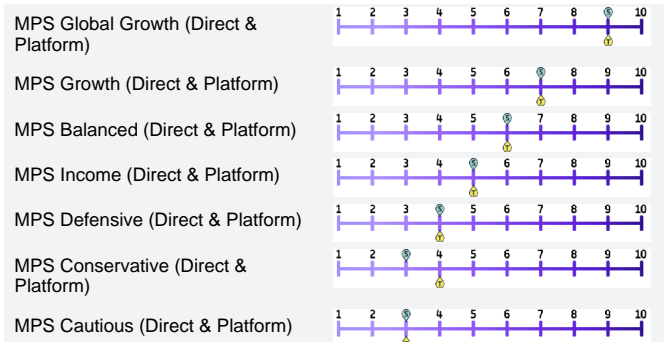 MPS Global Growth (Direct &
Platform)
1 2 3 4 5 6 7 8 9 10
S
T
MPS Growth (Direct & Platform)
1 2 3 4 5 6 7 8 9 10
S
T
MPS Balanced (Direct & Platform)
1 2 3 4 5 6 7 8 9 10
S
T
MPS Income (Direct & Platform)
1 2 3 4 5 6 7 8 9 10
S
T
MPS Defensive (Direct & Platform)
1 2 3 4 5 6 7 8 9 10
S
T
MPS Conservative (Direct &
Platform)
1 2 3 4 5 6 7 8 9 10
S
T
MPS Cautious (Direct & Platform)
1 2 3 4 5 6 7 8 9 10
S